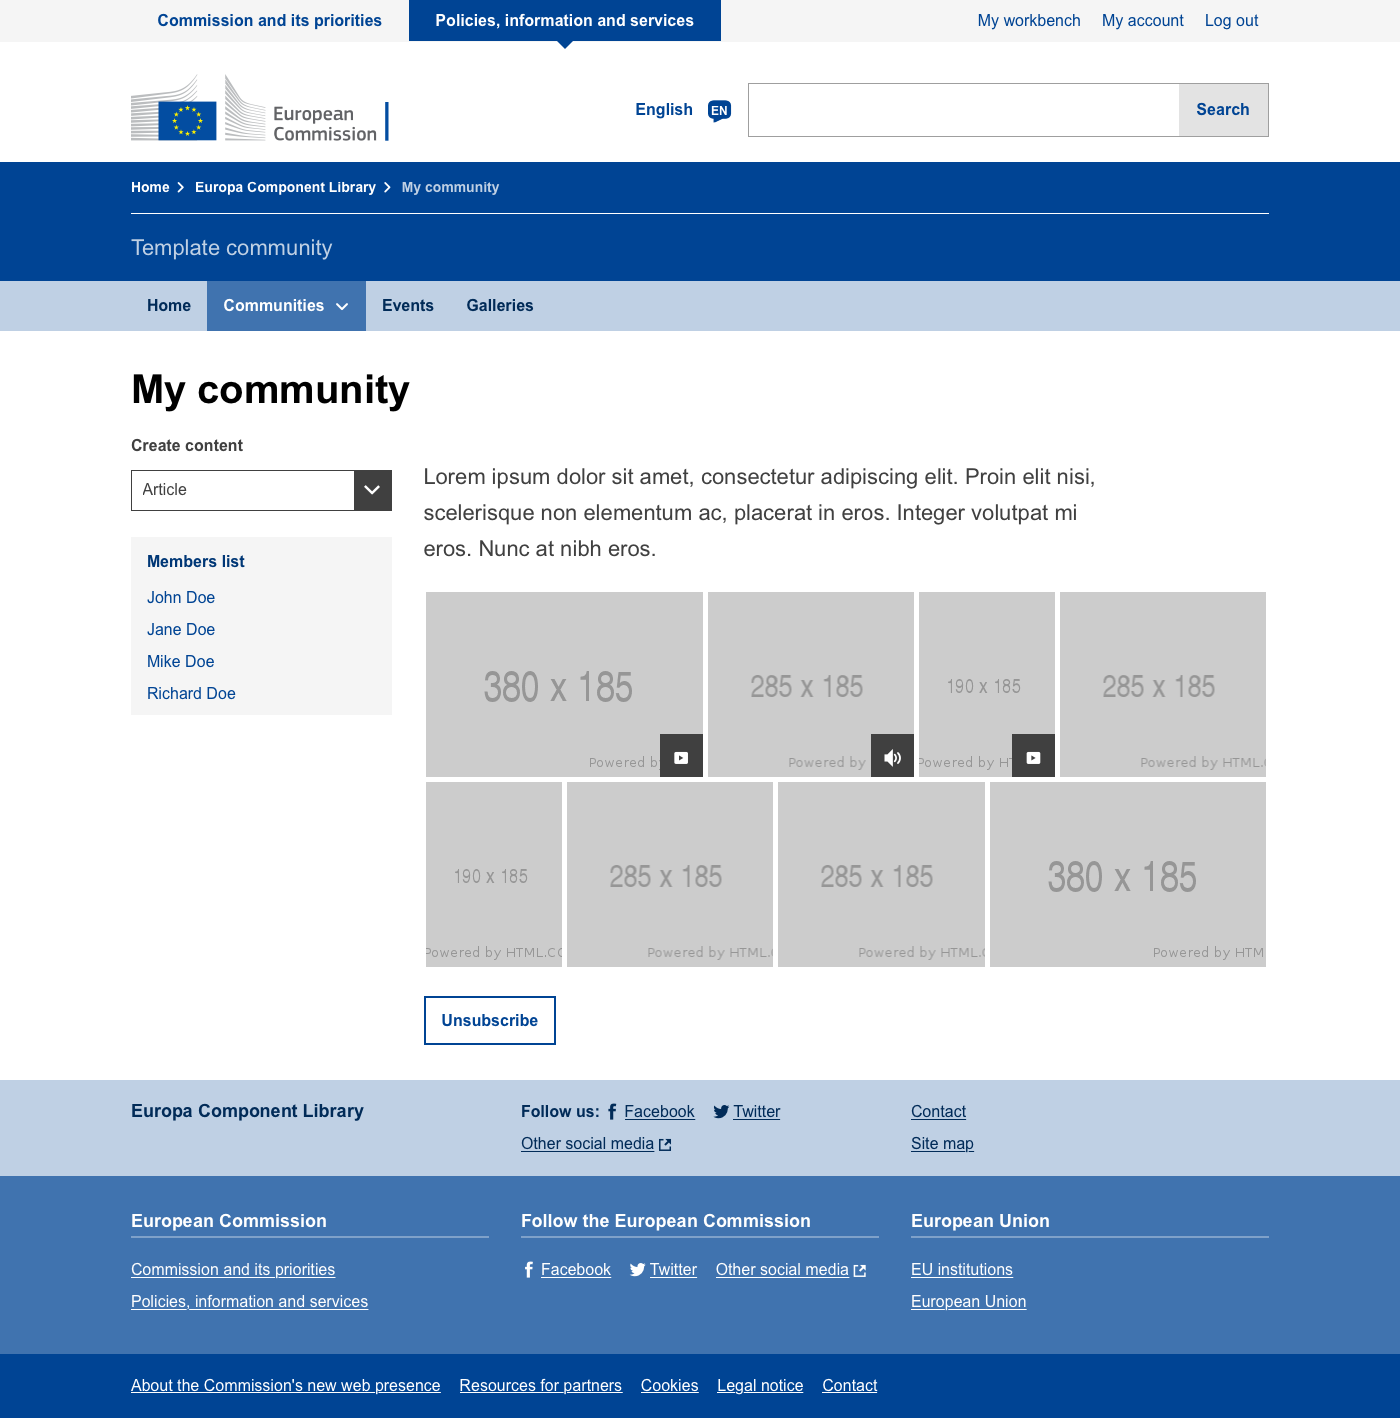 Commission and its priorities
Policies, information and services
My workbench
My account
Log out
European
Commission
English
EN
Search
Home
Europa Component Library
My community
Template community
Home
Communities
Events
Galleries
My community
Create content
Article
Members list
John Doe
Jane Doe
Mike Doe
Richard Doe
Lorem ipsum dolor sit amet, consectetur adipiscing elit. Proin elit nisi,
scelerisque non elementum ac, placerat in eros. Integer volutpat mi
eros. Nunc at nibh eros.
380 x 185
Powered by
285 x 185
Powered by
190 x 185
Powered by HT
285 x 185
Powered by HTML.
190 x 185
Powered by HTML.CO
285 x 185
Powered by HTML.
285 x 185
Powered by HTML.
380 x 185
Powered by HTM
Unsubscribe
Europa Component Library
Follow us: Facebook Twitter
Other social media
Contact
Site map
European Commission
Commission and its priorities
Policies, information and services
Follow the European Commission
Facebook Twitter Other social media
European Union
EU institutions
European Union
About the Commission's new web presence Resources for partners Cookies Legal notice Contact